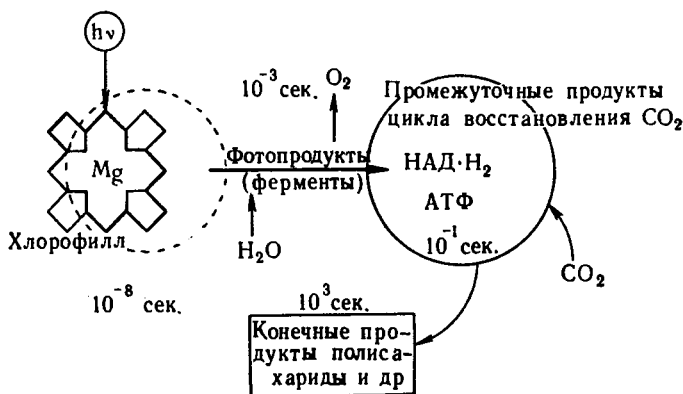 hν
10⁻³ сек. O₂
Промежуточные продукты
цикла восстановления CO₂
Mg
Фотопродукты
(ферменты)
НАД·H₂
АТФ
10⁻¹ сек.
Хлорофилл
H₂O
CO₂
10⁻⁸ сек.
10³ сек.
Конечные про-
дукты полиса-
хариды и др